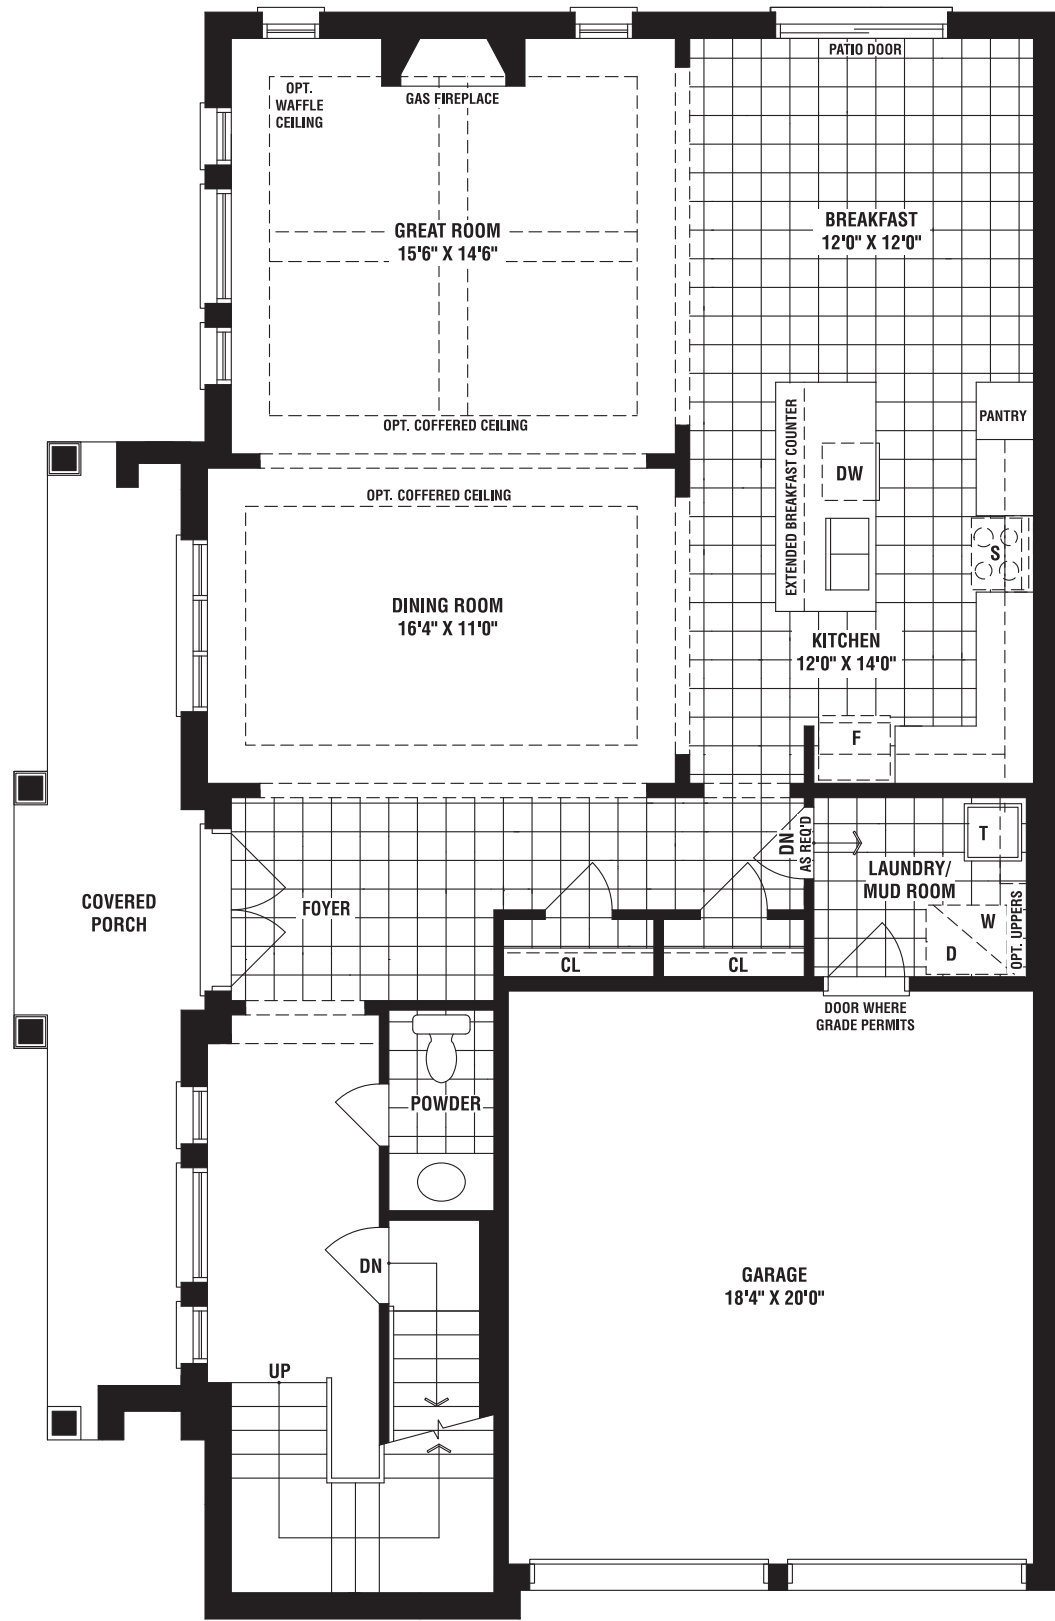 PATIO DOOR
OPT.
WAFFLE
CEILING
GAS FIREPLACE
GREAT ROOM
15'6" X 14'6"
BREAKFAST
12'0" X 12'0"
OPT. COFFERED CEILING
PANTRY
EXTENDED BREAKFAST COUNTER
DW
OPT. COFFERED CEILING
S
DINING ROOM
16'4" X 11'0"
KITCHEN
12'0" X 14'0"
F
DN
AS REQ'D
T
LAUNDRY/
MUD ROOM
COVERED
PORCH
FOYER
W
D
OPT. UPPERS
CL
CL
DOOR WHERE
GRADE PERMITS
POWDER
DN
GARAGE
18'4" X 20'0"
UP